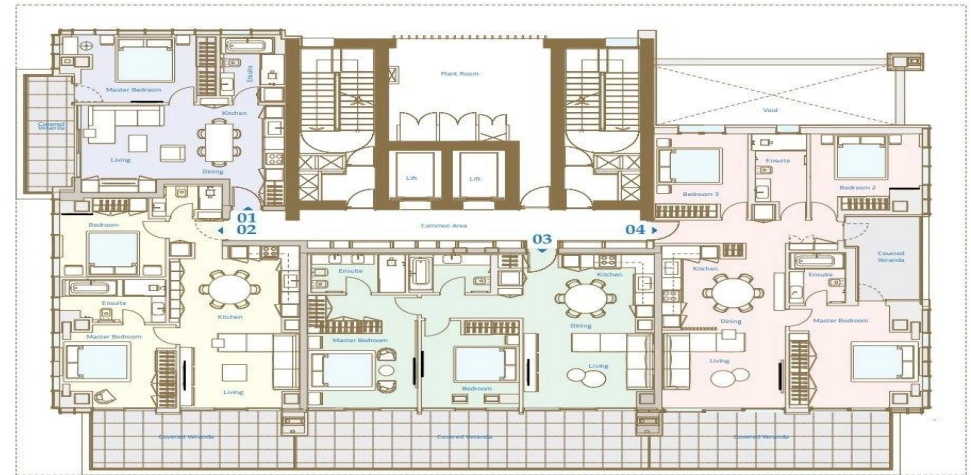 Plant Room
Master Bedroom
Ensuite
Void
Kitchen
Covered
Veranda
Living
Dining
Lift
Lift
Ensuite
Bedroom 3
Bedroom 2
01
02
Common Area
03
04
Bedroom
Ensuite
Kitchen
Master Bedroom
Living
Ensuite
Kitchen
Dining
Master Bedroom
Bedroom
Living
Kitchen
Dining
Living
Ensuite
Master Bedroom
Covered
Veranda
Covered Veranda
Covered Veranda
Covered Veranda